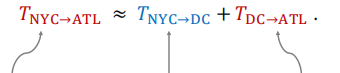 T_NYC→ATL ≈ T_NYC→DC + T_DC→ATL .